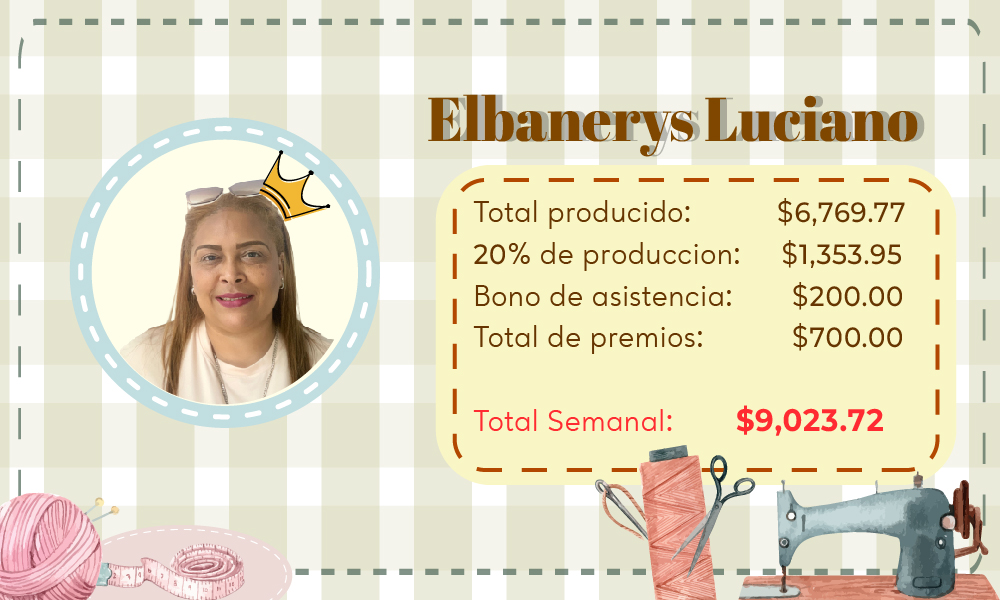 Elbanerys Luciano
Total producido: $6,769.77
20% de produccion: $1,353.95
Bono de asistencia: $200.00
Total de premios: $700.00
Total Semanal: $9,023.72